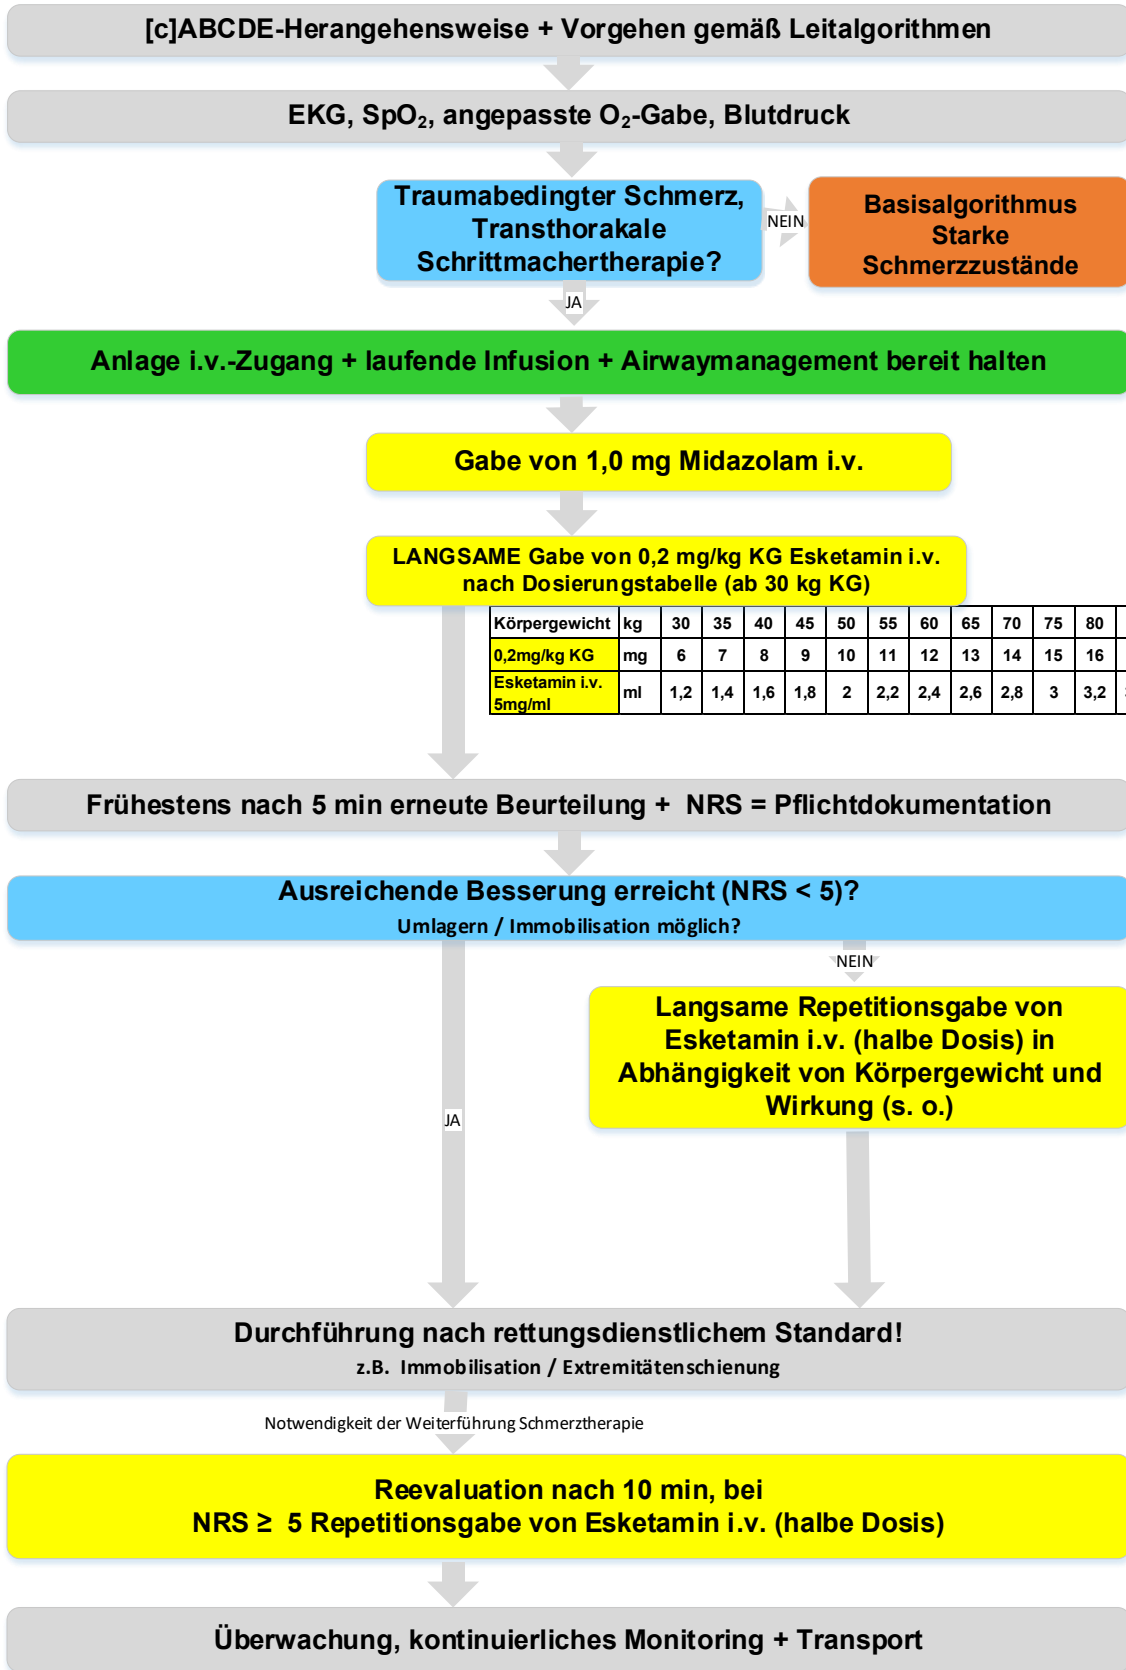 [c]ABCDE-Herangehensweise + Vorgehen gemäß Leitalgorithmen
EKG, SpO₂, angepasste O₂-Gabe, Blutdruck
Traumabedingter Schmerz,
Transthorakale
Schrittmachertherapie?
NEIN
Basisalgorithmus
Starke
Schmerzzustände
JA
Anlage i.v.-Zugang + laufende Infusion + Airwaymanagement bereit halten
Gabe von 1,0 mg Midazolam i.v.
LANGSAME Gabe von 0,2 mg/kg KG Esketamin i.v.
nach Dosierungstabelle (ab 30 kg KG)
Körpergewicht kg 30 35 40 45 50 55 60 65 70 75 80
0,2mg/kg KG mg 6 7 8 9 10 11 12 13 14 15 16
Esketamin i.v.
5mg/ml ml 1,2 1,4 1,6 1,8 2 2,2 2,4 2,6 2,8 3 3,2
Frühestens nach 5 min erneute Beurteilung + NRS = Pflichtdokumentation
Ausreichende Besserung erreicht (NRS < 5)?
Umlagern / Immobilisation möglich?
NEIN
Langsame Repetitionsgabe von
Esketamin i.v. (halbe Dosis) in
Abhängigkeit von Körpergewicht und
Wirkung (s. o.)
JA
Durchführung nach rettungsdienstlichem Standard!
z.B. Immobilisation / Extremitätenschienung
Notwendigkeit der Weiterführung Schmerztherapie
Reevaluation nach 10 min, bei
NRS ≥ 5 Repetitionsgabe von Esketamin i.v. (halbe Dosis)
Überwachung, kontinuierliches Monitoring + Transport